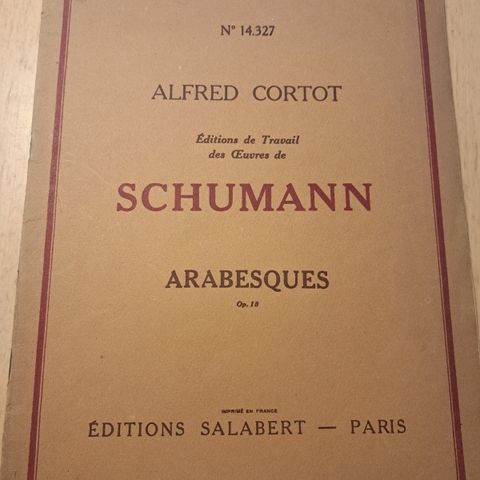 N° 14.327
ALFRED CORTOT
Éditions de Travail
des Œuvres de
SCHUMANN
ARABESQUES
Op. 18
IMPRIMÉ EN FRANCE
ÉDITIONS SALABERT — PARIS